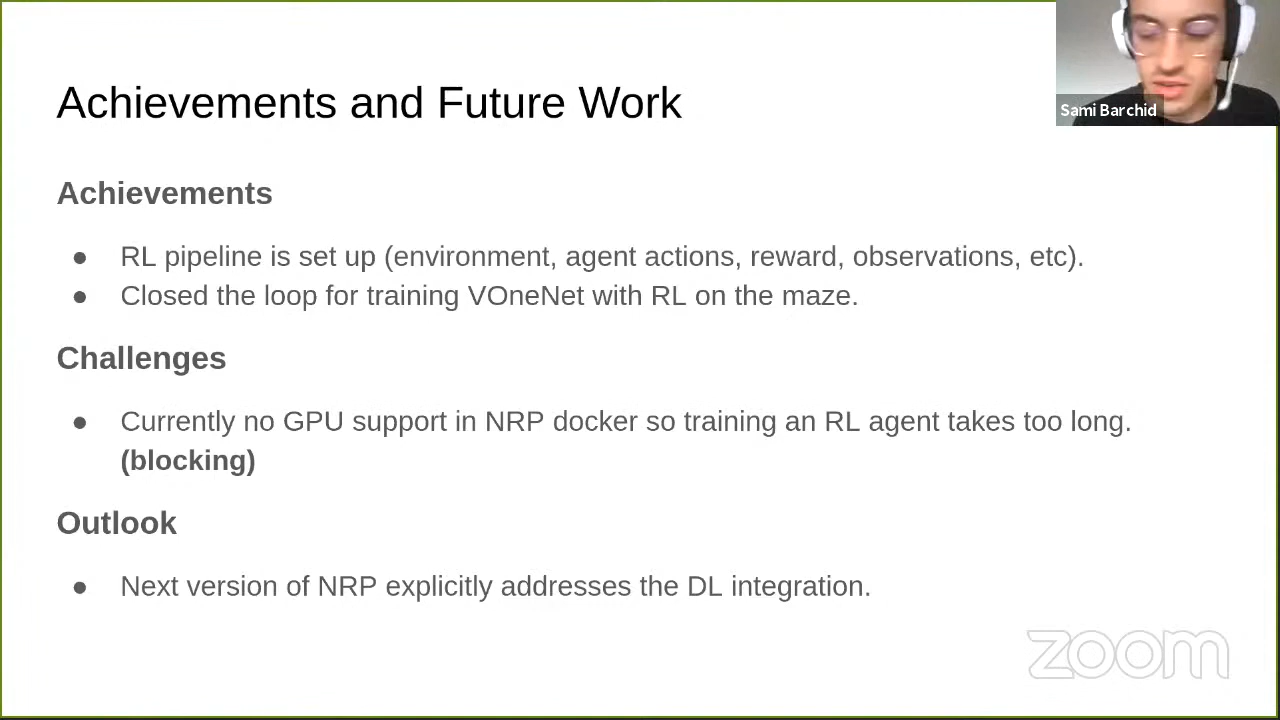 Achievements and Future Work
Sami Barchid
Achievements
● RL pipeline is set up (environment, agent actions, reward, observations, etc).
● Closed the loop for training VOneNet with RL on the maze.
Challenges
● Currently no GPU support in NRP docker so training an RL agent takes too long.
(blocking)
Outlook
● Next version of NRP explicitly addresses the DL integration.
zoom